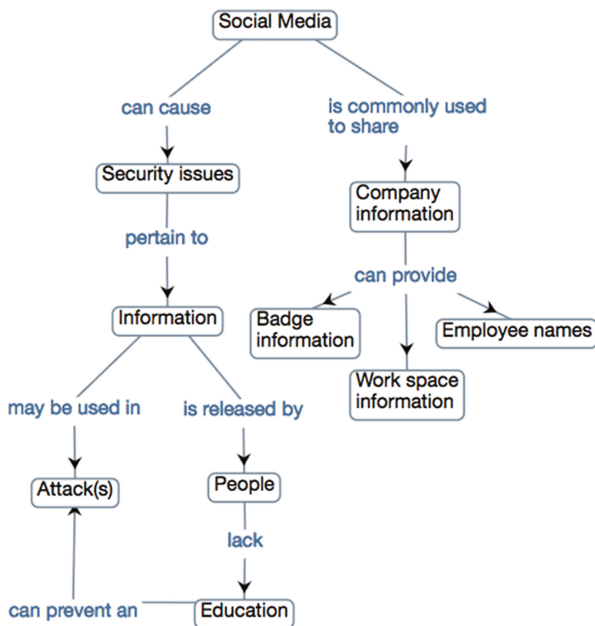 Social Media
can cause
is commonly used
to share
Security issues
Company
information
pertain to
can provide
Information
Badge
information
Employee names
Work space
information
may be used in
is released by
Attack(s)
People
lack
can prevent an
Education